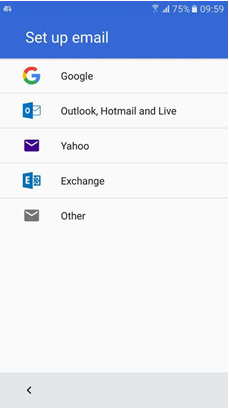 75% 09:59
Set up email
Google
Outlook, Hotmail and Live
Yahoo
Exchange
Other